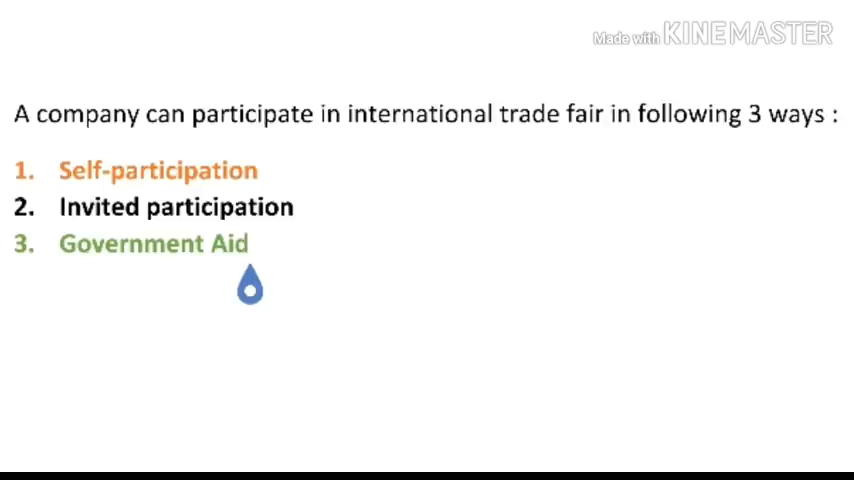 Made with KINEMASTER
A company can participate in international trade fair in following 3 ways :
1. Self-participation
2. Invited participation
3. Government Aid